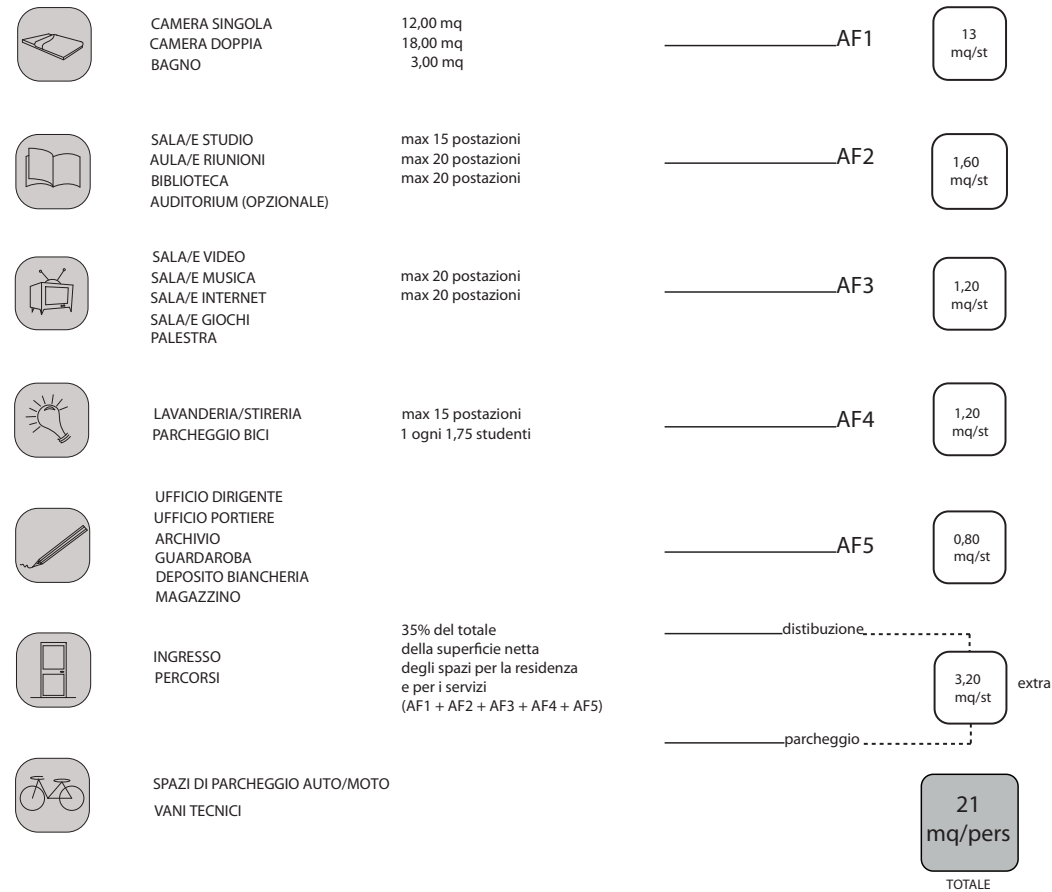 CAMERA SINGOLA 12,00 mq
CAMERA DOPPIA 18,00 mq
BAGNO 3,00 mq
AF1
13
mq/st
SALA/E STUDIO max 15 postazioni
AULA/E RIUNIONI max 20 postazioni
BIBLIOTECA max 20 postazioni
AUDITORIUM (OPZIONALE)
AF2
1,60
mq/st
SALA/E VIDEO
SALA/E MUSICA max 20 postazioni
SALA/E INTERNET max 20 postazioni
SALA/E GIOCHI
PALESTRA
AF3
1,20
mq/st
LAVANDERIA/STIRERIA max 15 postazioni
PARCHEGGIO BICI 1 ogni 1,75 studenti
AF4
1,20
mq/st
UFFICIO DIRIGENTE
UFFICIO PORTIERE
ARCHIVIO
GUARDAROBA
DEPOSITO BIANCHERIA
MAGAZZINO
AF5
0,80
mq/st
INGRESSO
PERCORSI
35% del totale
della superficie netta
degli spazi per la residenza
e per i servizi
(AF1 + AF2 + AF3 + AF4 + AF5)
distibuzione
3,20
mq/st
extra
parcheggio
SPAZI DI PARCHEGGIO AUTO/MOTO
VANI TECNICI
21
mq/pers
TOTALE